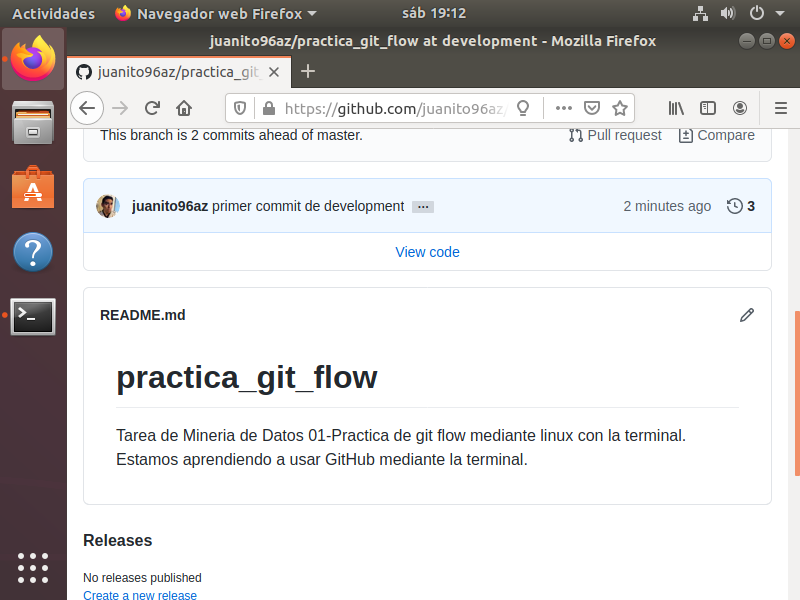 Actividades
Navegador web Firefox
sáb 19:12
juanito96az/practica_git_flow at development - Mozilla Firefox
juanito96az/practica_git
https://github.com/juanito96az/
This branch is 2 commits ahead of master.
Pull request
Compare
juanito96az primer commit de development ...
2 minutes ago
3
View code
README.md
practica_git_flow
Tarea de Mineria de Datos 01-Practica de git flow mediante linux con la terminal.
Estamos aprendiendo a usar GitHub mediante la terminal.
Releases
No releases published
Create a new release